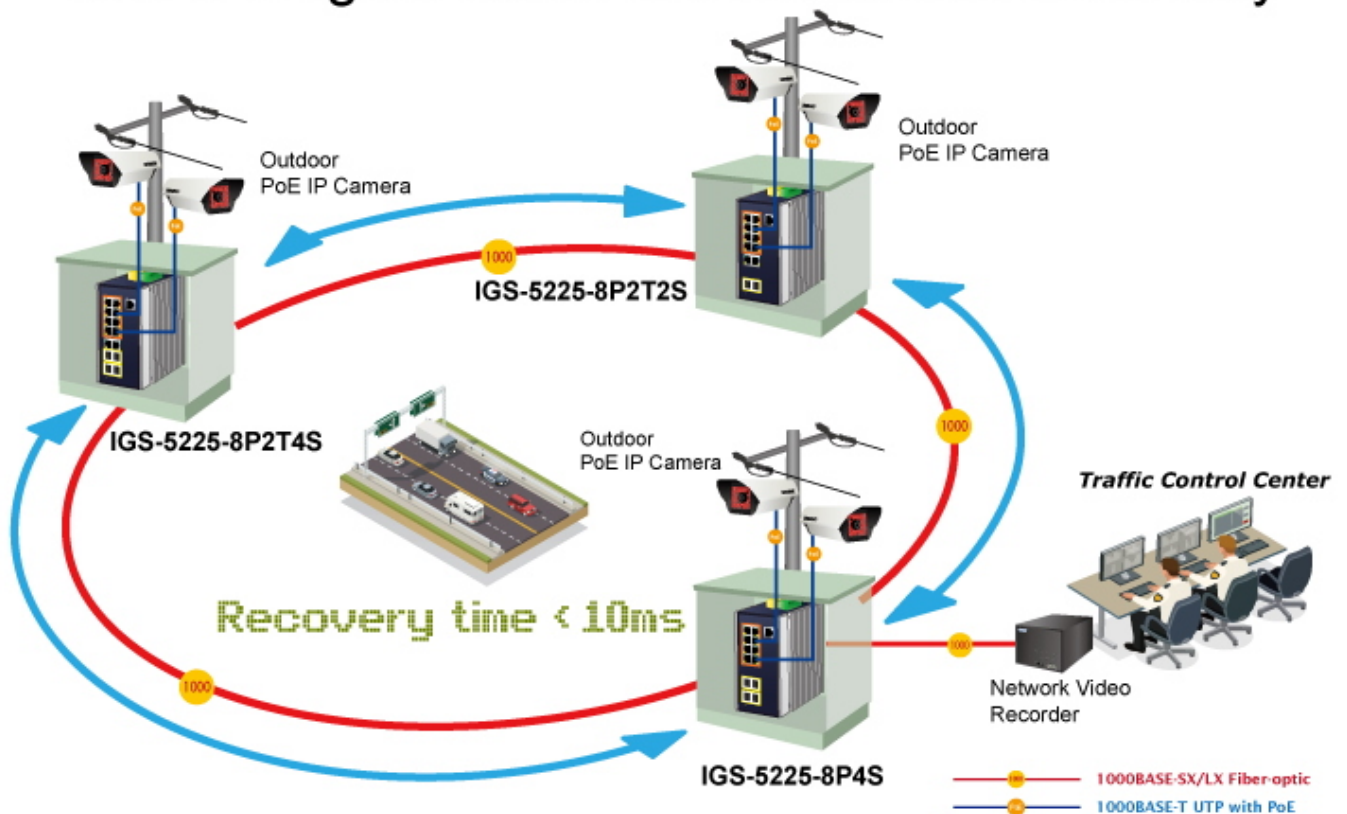 Outdoor
PoE IP Camera
Outdoor
PoE IP Camera
1000
IGS-5225-8P2T2S
IGS-5225-8P2T4S
1000
Outdoor
PoE IP Camera
Traffic Control Center
Recovery time < 10ms
1000
1000
Network Video
Recorder
IGS-5225-8P4S
1000 1000BASE-SX/LX Fiber-optic
PoE 1000BASE-T UTP with PoE